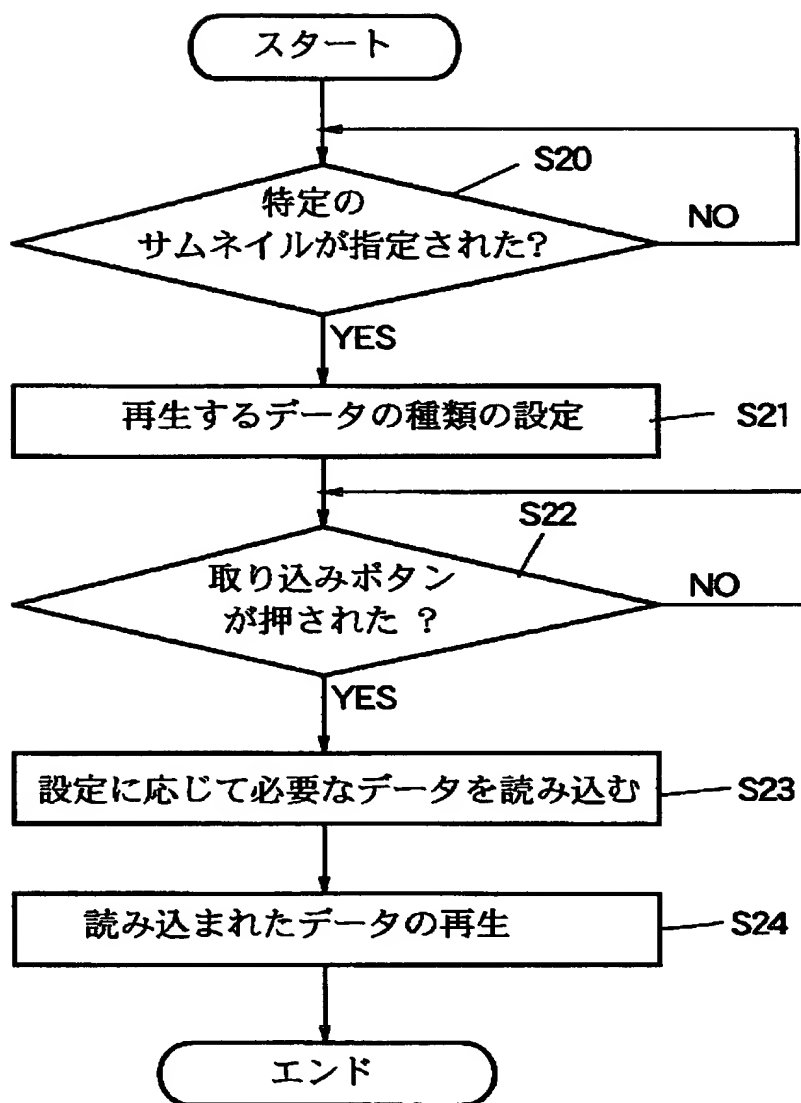 スタート
S20
特定の
サムネイルが指定された?
NO
YES
再生するデータの種類の設定
S21
S22
取り込みボタン
が押された ?
NO
YES
設定に応じて必要なデータを読み込む
S23
読み込まれたデータの再生
S24
エンド